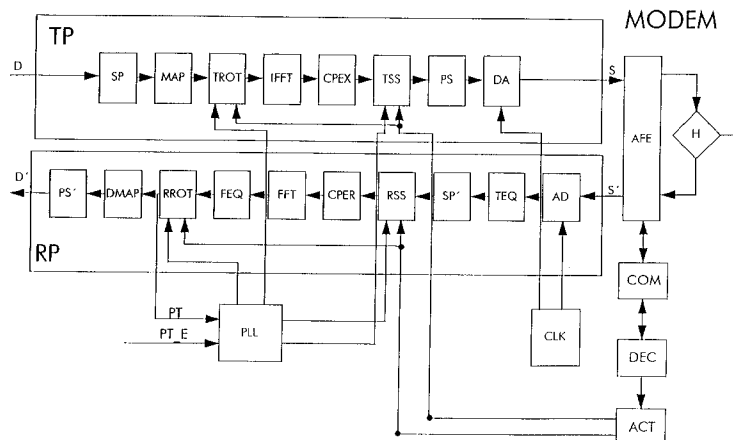 MODEM
TP
D
SP
MAP
TROT
IFFT
CPEX
TSS
PS
DA
S
AFE
H
D´
PS´
DMAP
RROT
FEQ
FFT
CPER
RSS
SP´
TEQ
AD
S´
RP
COM
PT
PLL
PT_E
CLK
DEC
ACT